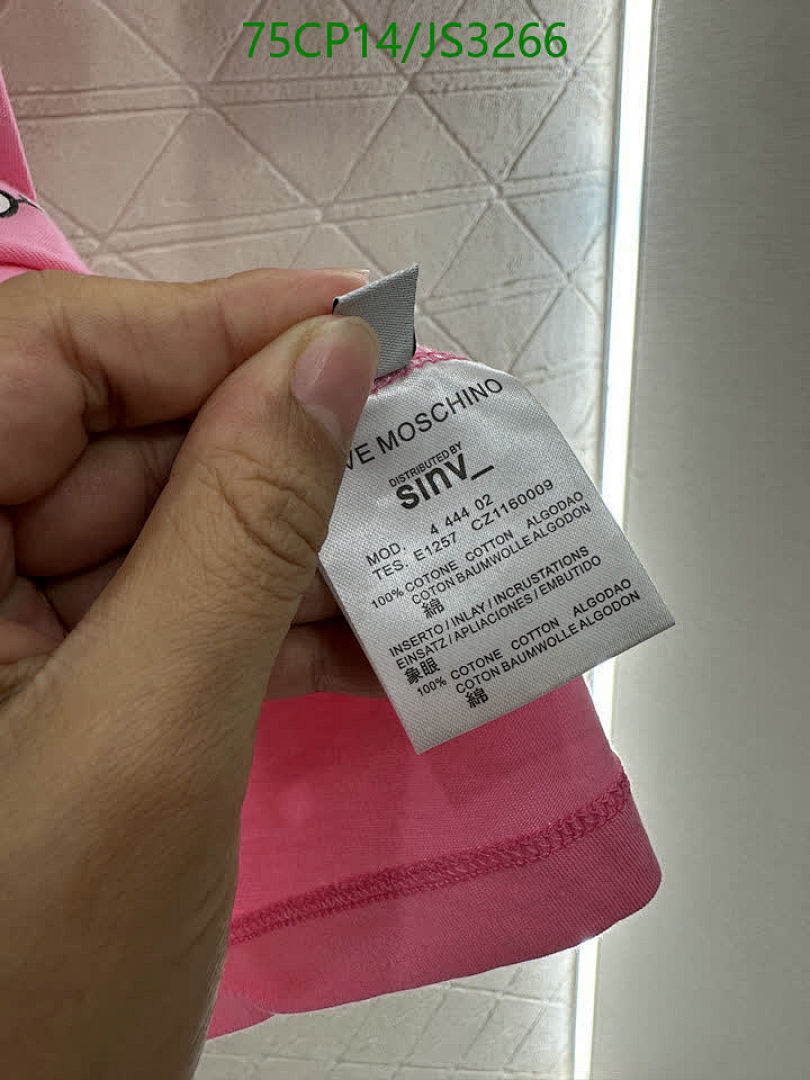 75CP14/JS3266
VE MOSCHINO
DISTRIBUTED BY
sinv_
MOD. 4 444 02
TES. E1257 CZ1160009
100% COTONE COTTON ALGODAO
COTON BAUMWOLLE ALGODON
綿
INSERTO / INLAY / INCRUSTATIONS
EINSATZ / APLIACIONES / EMBUTIDO
象眼
100% COTONE COTTON ALGODAO
COTON BAUMWOLLE ALGODON
綿